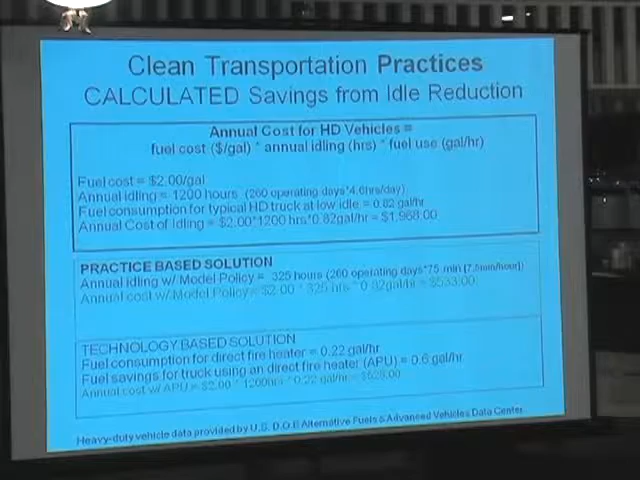 Clean Transportation Practices
CALCULATED Savings from Idle Reduction
Annual Cost for HD Vehicles =
fuel cost ($/gal) * annual idling (hrs) * fuel use (gal/hr)
Fuel cost = $2.00/gal
Annual idling = 1200 hours (260 operating days*4.6hrs/day)
Fuel consumption for typical HD truck at low idle = 0.82 gal/hr
Annual Cost of Idling = $2.00*1200 hrs*0.82gal/hr = $1,968.00
PRACTICE BASED SOLUTION
Annual idling w/ Model Policy = 325 hours (260 operating days*75 min [7.5min/hour])
Annual cost w/ Model Policy = $2.00 * 325 hrs * 0.82gal/hr = $533.00
TECHNOLOGY BASED SOLUTION
Fuel consumption for direct fire heater = 0.22 gal/hr
Fuel savings for truck using an direct fire heater (APU) = 0.6 gal/hr
Annual cost w/ APU = $2.00 * 1200hr * 0.22 gal/hr = $528.00
Heavy-duty vehicle data provided by U.S. D.O.E Alternative Fuels & Advanced Vehicles Data Center